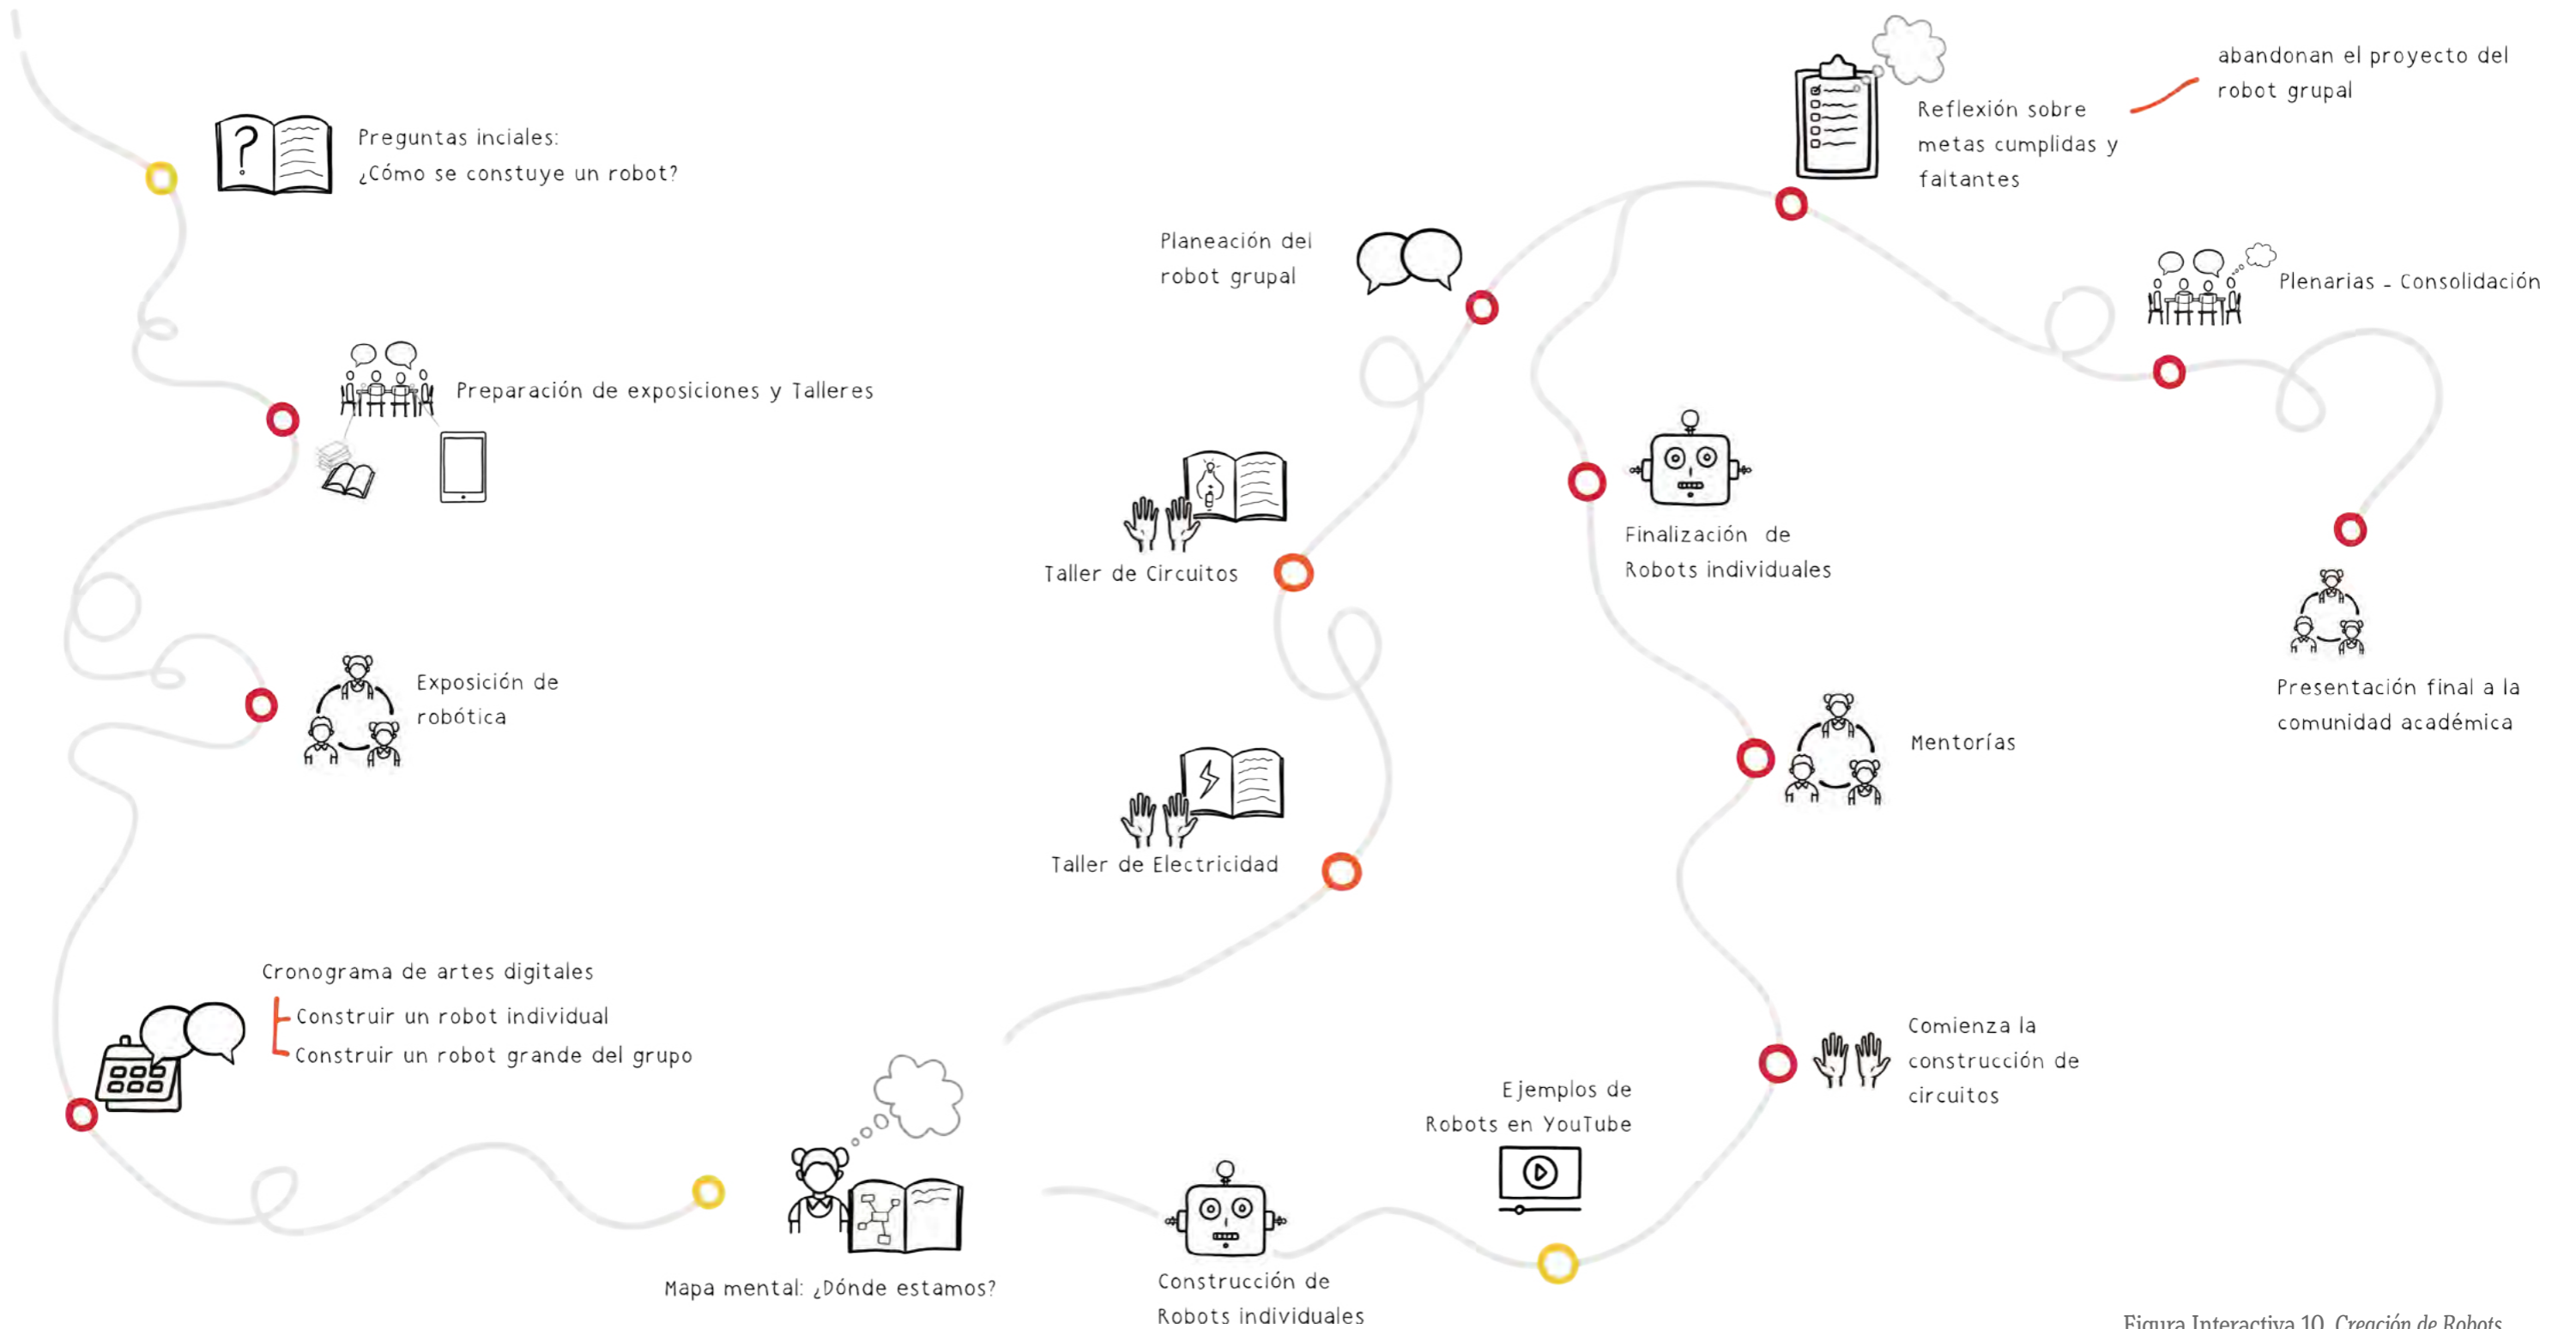 Preguntas inciales:
¿Cómo se constuye un robot?
Preparación de exposiciones y Talleres
Exposición de
robótica
Cronograma de artes digitales
Construir un robot individual
Construir un robot grande del grupo
Mapa mental: ¿Dónde estamos?
Taller de Electricidad
Taller de Circuitos
Planeación del
robot grupal
Construcción de
Robots individuales
Ejemplos de
Robots en YouTube
Comienza la
construcción de
circuitos
Mentorías
Finalización de
Robots individuales
Reflexión sobre
metas cumplidas y
faltantes
abandonan el proyecto del
robot grupal
Plenarias - Consolidación
Presentación final a la
comunidad académica
Figura Interactiva 10. Creación de Robots